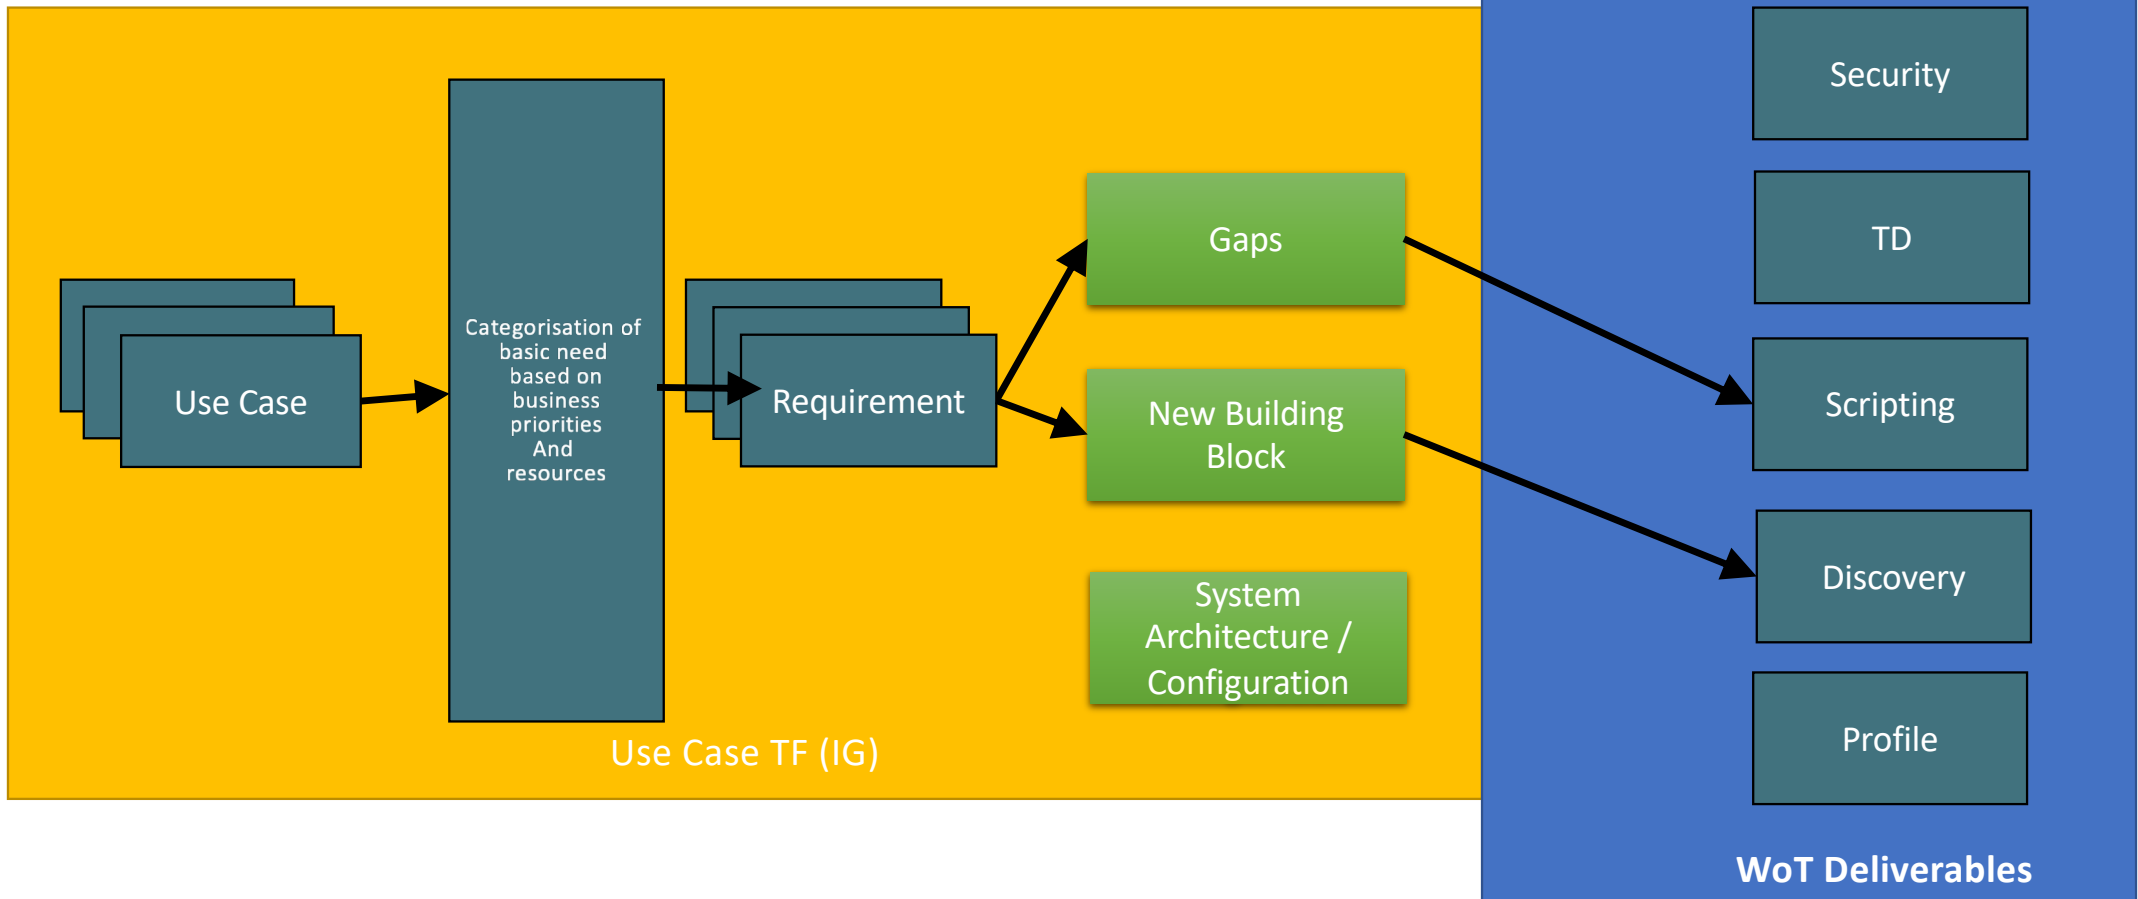 Use Case
Categorisation of
basic need
based on
business
priorities
And
resources
Requirement
Gaps
New Building
Block
System
Architecture /
Configuration
Use Case TF (IG)
Security
TD
Scripting
Discovery
Profile
WoT Deliverables